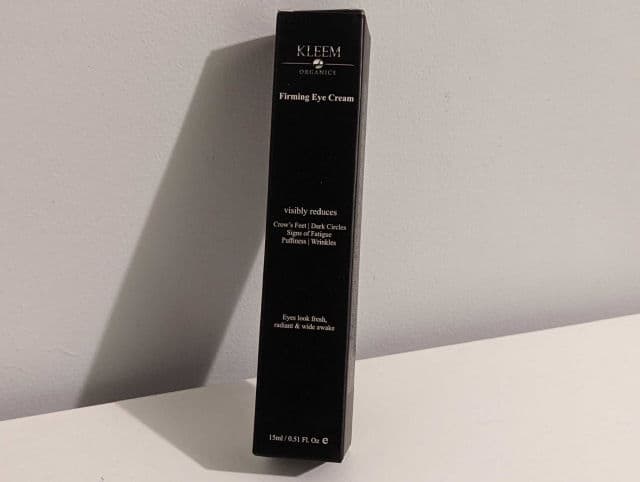 KLEEM
ORGANICS
Firming Eye Cream
visibly reduces
Crow's Feet | Dark Circles
Signs of Fatigue
Puffiness | Wrinkles
Eyes look fresh,
radiant & wide awake
15ml / 0.51 Fl. Oz ℮